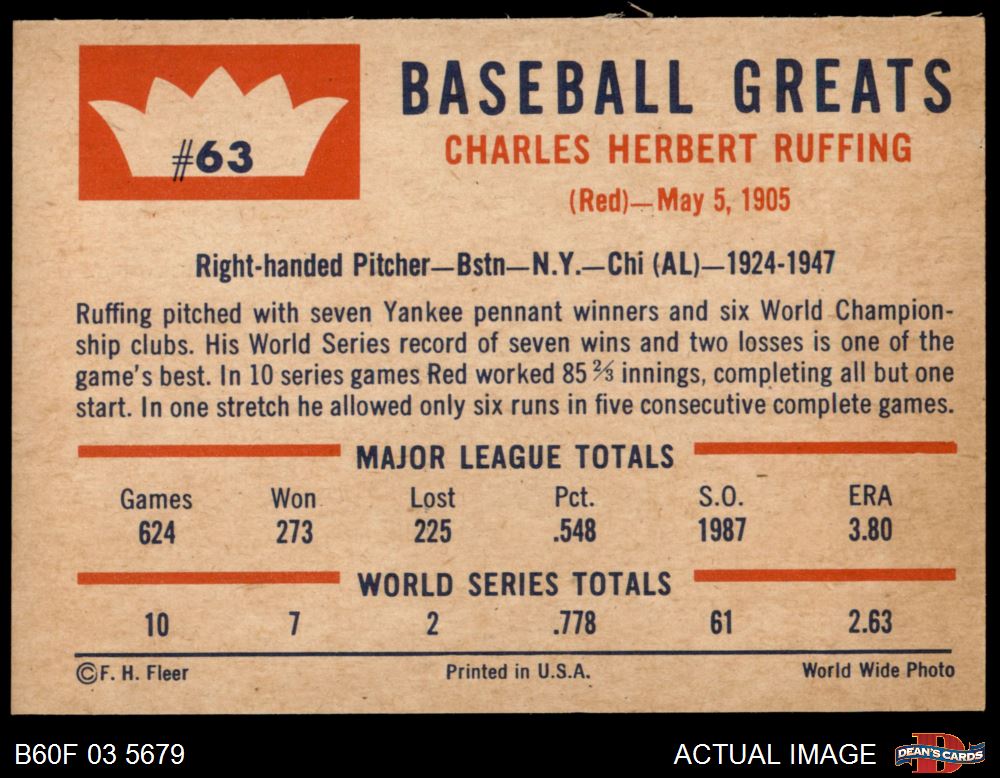 #63
BASEBALL GREATS
CHARLES HERBERT RUFFING
(Red)—May 5, 1905
Right-handed Pitcher—Bstn—N.Y.—Chi (AL)—1924-1947
Ruffing pitched with seven Yankee pennant winners and six World Champion-
ship clubs. His World Series record of seven wins and two losses is one of the
game's best. In 10 series games Red worked 85 ⅔ innings, completing all but one
start. In one stretch he allowed only six runs in five consecutive complete games.
MAJOR LEAGUE TOTALS
Games Won Lost Pct. S.O. ERA
624 273 225 .548 1987 3.80
WORLD SERIES TOTALS
10 7 2 .778 61 2.63
©F. H. Fleer Printed in U.S.A. World Wide Photo
B60F 03 5679 ACTUAL IMAGE DEAN'S CARDS